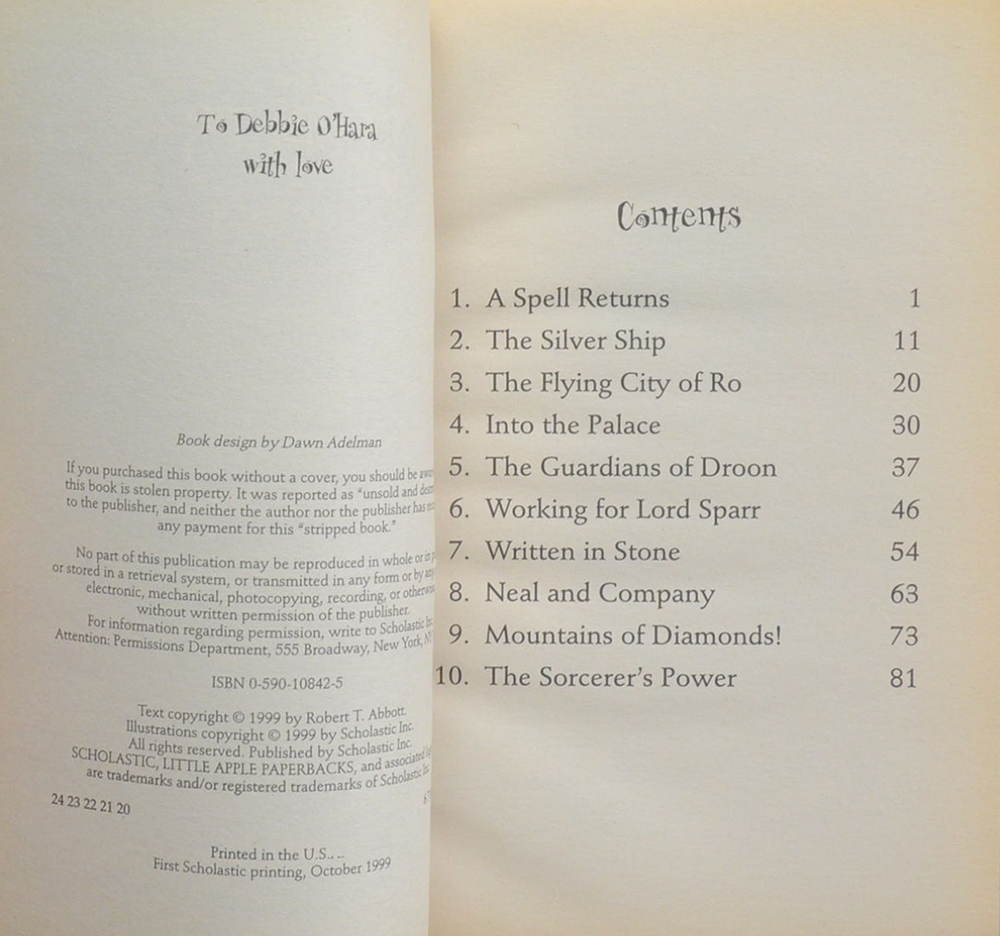 To Debbie O'Hara
with love
Book design by Dawn Adelman
If you purchased this book without a cover, you should be
this book is stolen property. It was reported as "unsold and
to the publisher, and neither the author nor the publisher has
any payment for this "stripped book."
No part of this publication may be reproduced in whole or in
or stored in a retrieval system, or transmitted in any form or by
electronic, mechanical, photocopying, recording, or
without written permission of the publisher.
For information regarding permission, write to Scholastic
Attention: Permissions Department, 555 Broadway, New York,
ISBN 0-590-10842-5
Text copyright © 1999 by Robert T. Abbott.
Illustrations copyright © 1999 by Scholastic Inc.
All rights reserved. Published by Scholastic Inc.
SCHOLASTIC, LITTLE APPLE PAPERBACKS, and associated
are trademarks and/or registered trademarks of Scholastic
24 23 22 21 20
Printed in the U.S....
First Scholastic printing, October 1999
Contents
1. A Spell Returns 1
2. The Silver Ship 11
3. The Flying City of Ro 20
4. Into the Palace 30
5. The Guardians of Droon 37
6. Working for Lord Sparr 46
7. Written in Stone 54
8. Neal and Company 63
9. Mountains of Diamonds! 73
10. The Sorcerer's Power 81